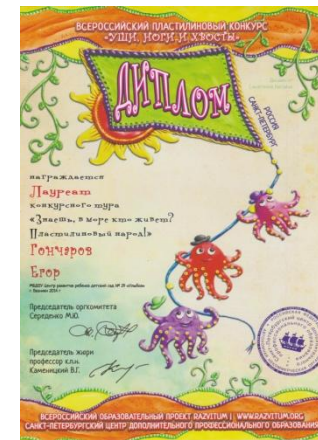 ВСЕРОССИЙСКИЙ ПЛАСТИЛИНОВЫЙ КОНКУРС
«УШИ, НОГИ И ХВОСТЫ»
ДИПЛОМ
РОССИЯ
САНКТ-ПЕТЕРБУРГ
награждается
Лауреат
конкурсного тура
«Знаешь, в море кто живет?
Пластилиновый народ!»
Гончаров
Егор
Председатель оргкомитета
Середенко М.Ю.
Председатель жюри
профессор к.п.н.
Каменицкий В.Г.
ВСЕРОССИЙСКИЙ ОБРАЗОВАТЕЛЬНЫЙ ПРОЕКТ RAZVITUM | WWW.RAZVITUM.RU
САНКТ-ПЕТЕРБУРГСКИЙ ЦЕНТР ДОПОЛНИТЕЛЬНОГО ПРОФЕССИОНАЛЬНОГО ОБРАЗОВАНИЯ